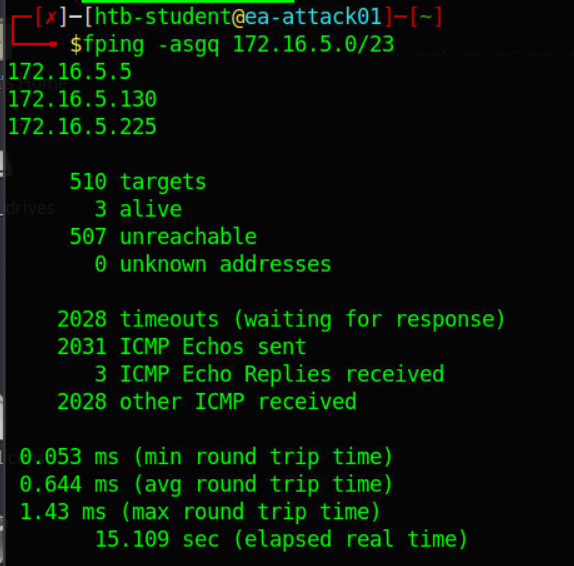 [✗]─[htb-student@ea-attack01]─[~]
$fping -asgq 172.16.5.0/23
172.16.5.5
172.16.5.130
172.16.5.225
510 targets
3 alive
507 unreachable
0 unknown addresses
2028 timeouts (waiting for response)
2031 ICMP Echos sent
3 ICMP Echo Replies received
2028 other ICMP received
0.053 ms (min round trip time)
0.644 ms (avg round trip time)
1.43 ms (max round trip time)
15.109 sec (elapsed real time)